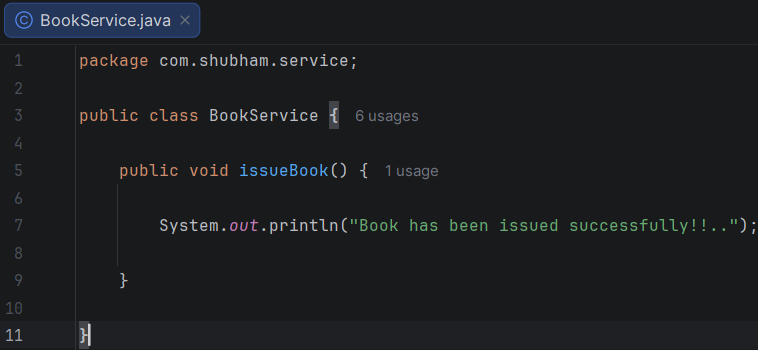 BookService.java
1 package com.shubham.service;
2
3 public class BookService { 6 usages
4
5 public void issueBook() { 1 usage
6
7 System.out.println("Book has been issued successfully!!..");
8
9 }
10
11 }